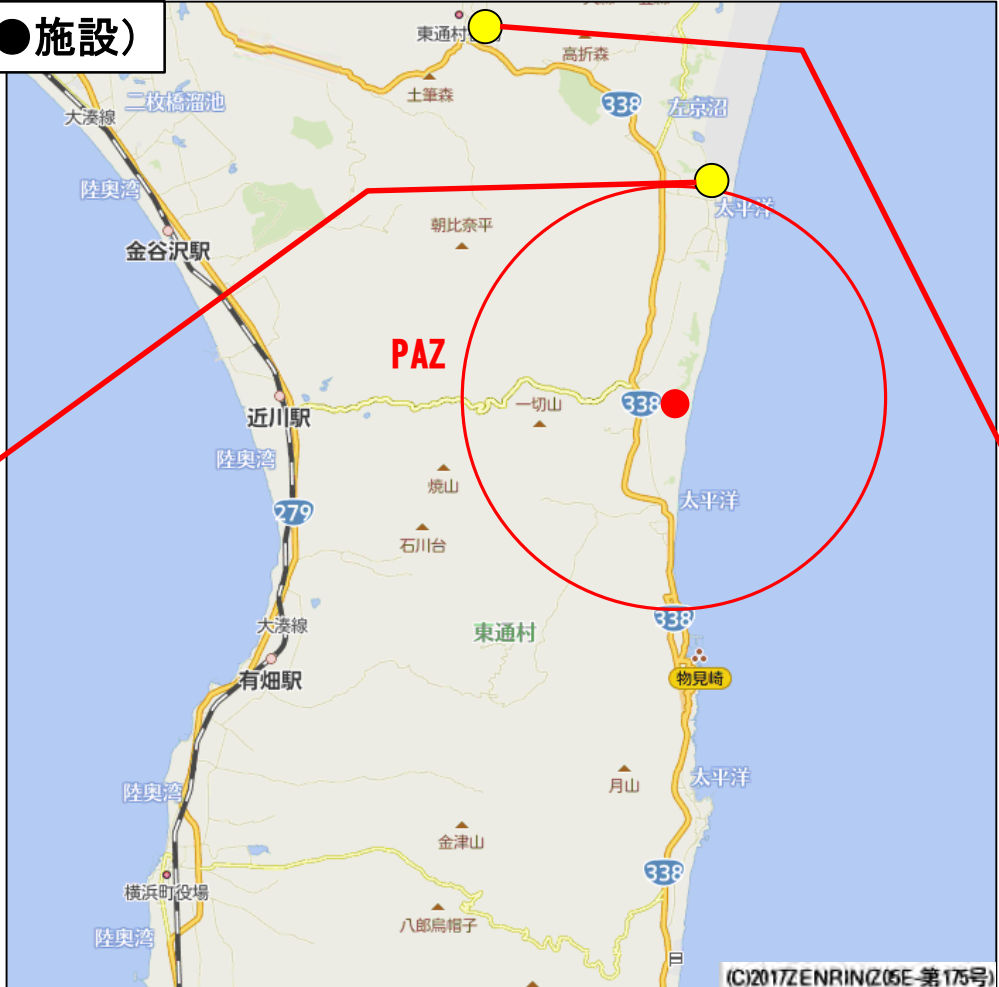 ●施設）
東通村
高折森
土筆森
二枚橋溜池
大湊線
338
左京沼
陸奥湾
太平洋
朝比奈平
金谷沢駅
PAZ
一切山
338
近川駅
陸奥湾
焼山
太平洋
279
石川台
大湊線
東通村
338
有畑駅
物見崎
陸奥湾
月山
太平洋
金津山
338
横浜町役場
八郎烏帽子
陸奥湾
(C)2017ZENRIN(Z05E-第175号)